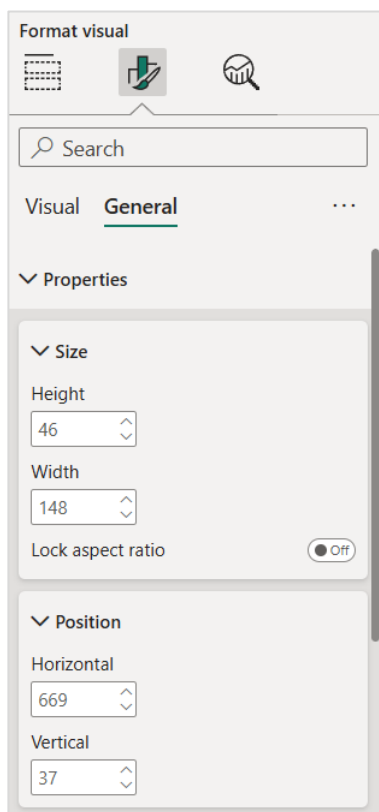 Format visual
Search
Visual General ...
Properties
Size
Height
46
Width
148
Lock aspect ratio Off
Position
Horizontal
669
Vertical
37